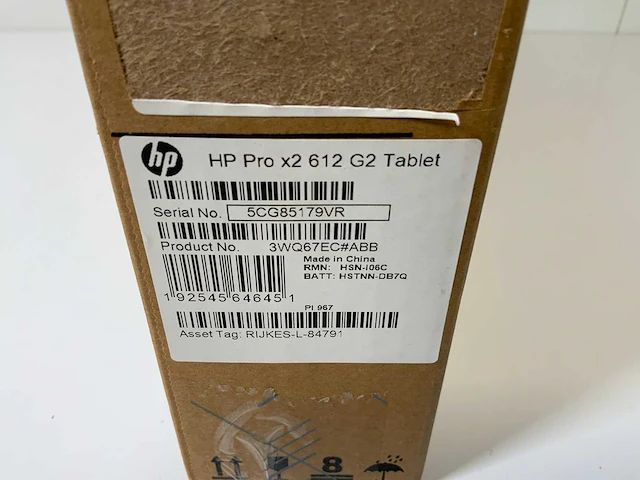 hp
HP Pro x2 612 G2 Tablet
Serial No. 5CG85179VR
Product No. 3WQ67EC#ABB
Made in China
RMN: HSN-I06C
BATT: HSTNN-DB7Q
1 92545 64645 1
PI 967
Asset Tag: RIJKES-L-84791
8